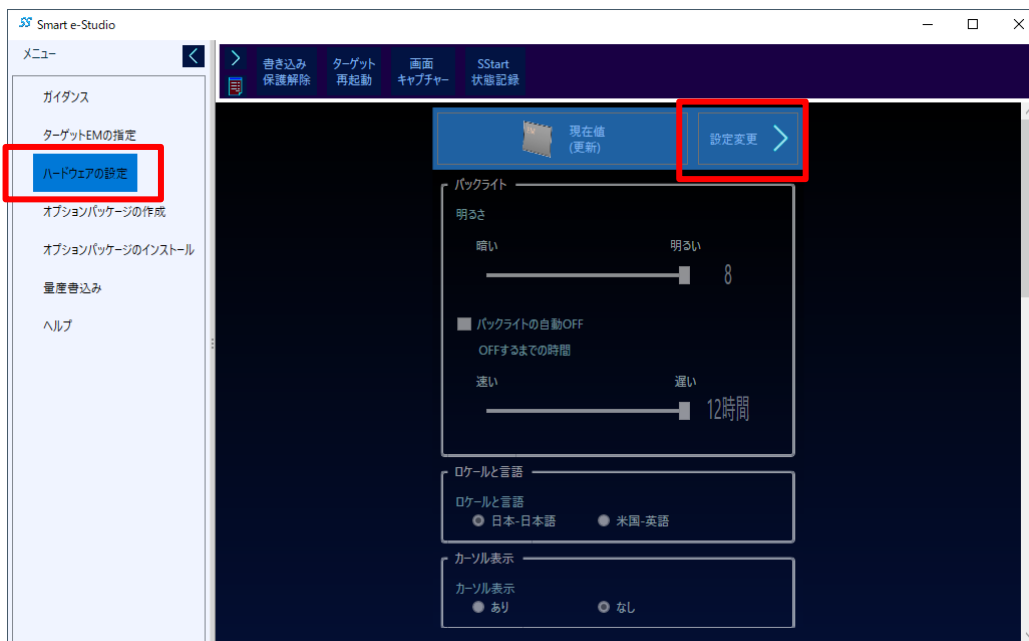 SS Smart e-Studio
メニュー
ガイダンス
ターゲットEMの指定
ハードウェアの設定
オプションパッケージの作成
オプションパッケージのインストール
量産書込み
ヘルプ
書き込み
保護解除
ターゲット
再起動
画面
キャプチャー
SStart
状態記録
現在値
(更新)
設定変更
バックライト
明るさ
暗い 明るい
8
バックライトの自動OFF
OFFするまでの時間
速い 遅い
12時間
ロケールと言語
ロケールと言語
日本-日本語 米国-英語
カーソル表示
カーソル表示
あり なし